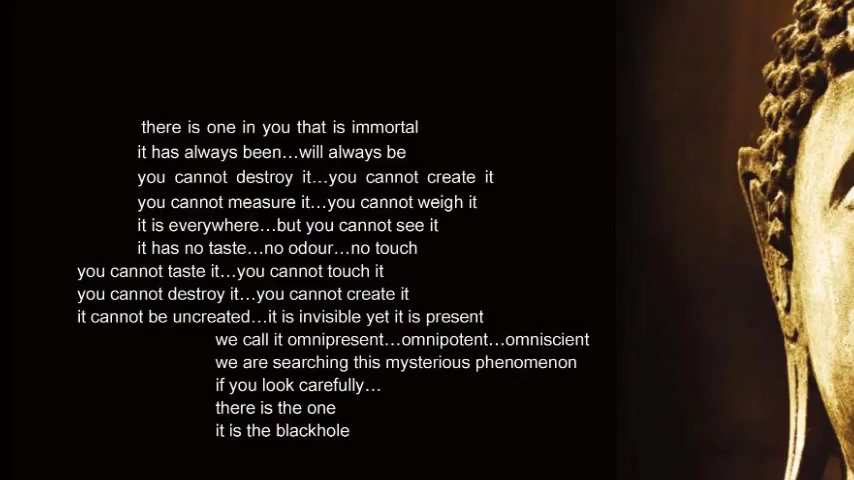 there is one in you that is immortal
it has always been...will always be
you cannot destroy it...you cannot create it
you cannot measure it...you cannot weigh it
it is everywhere...but you cannot see it
it has no taste...no odour...no touch
you cannot taste it...you cannot touch it
you cannot destroy it...you cannot create it
it cannot be uncreated...it is invisible yet it is present
we call it omnipresent...omnipotent...omniscient
we are searching this mysterious phenomenon
if you look carefully...
there is the one
it is the blackhole